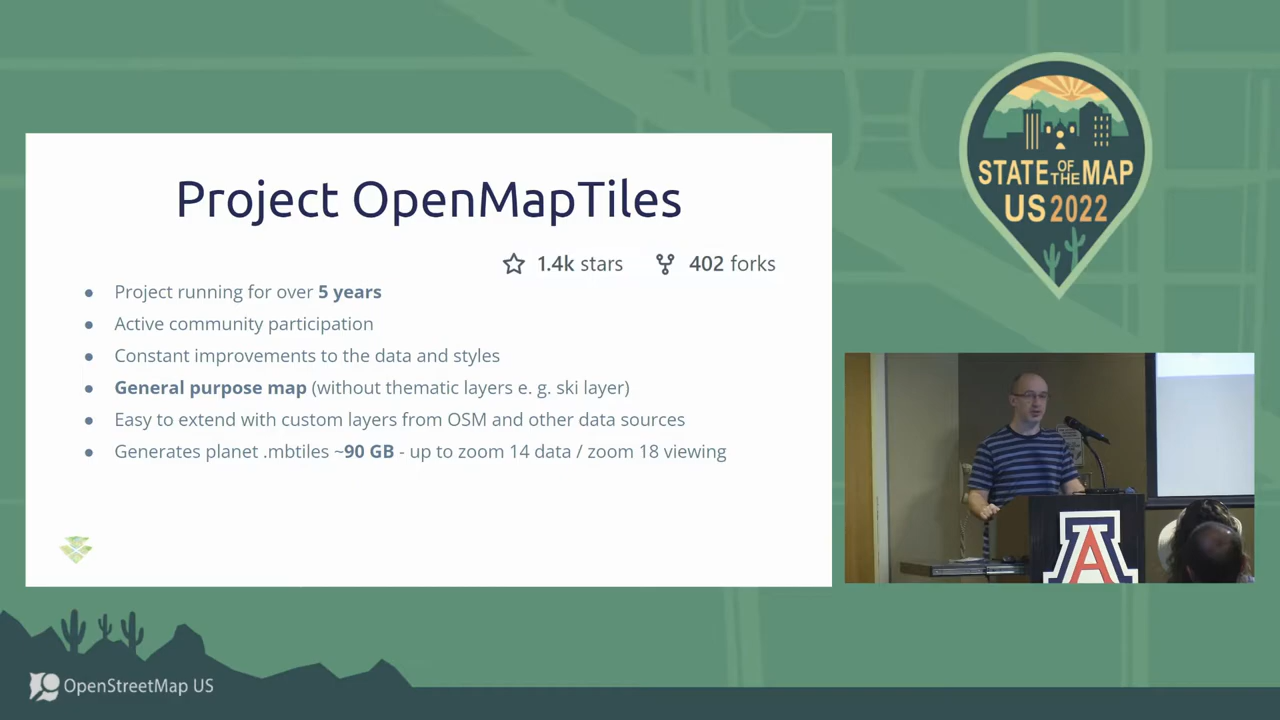 Project OpenMapTiles
1.4k stars 402 forks
● Project running for over 5 years
● Active community participation
● Constant improvements to the data and styles
● General purpose map (without thematic layers e. g. ski layer)
● Easy to extend with custom layers from OSM and other data sources
● Generates planet .mbtiles ~90 GB - up to zoom 14 data / zoom 18 viewing
STATE OF THE MAP
US 2022
A
OpenStreetMap US